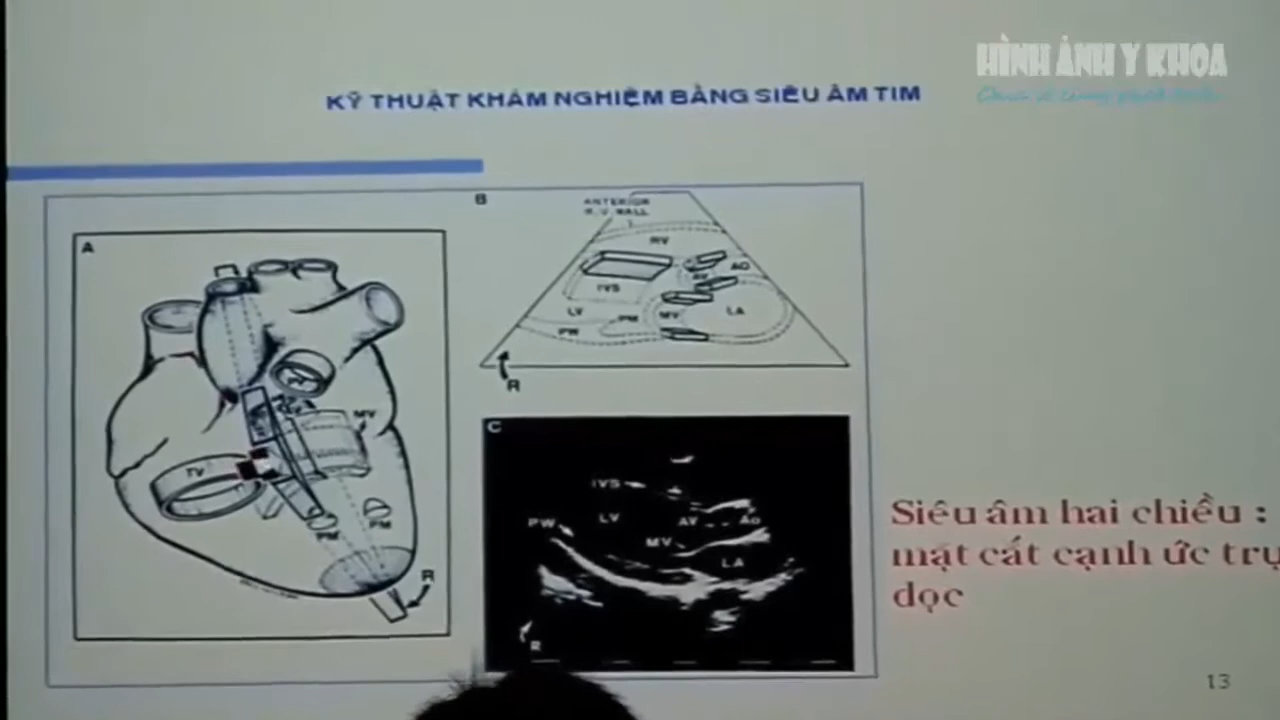 HÌNH ẢNH Y KHOA
KỸ THUẬT KHÁM NGHIỆM BẰNG SIÊU ÂM TIM
A
TV
MV
PM
PM
R
B
ANTERIOR
R.V. WALL
RV
IVS
AV
AO
LV
PM
MV
LA
PW
R
C
IVS
LV
PW
AV
Ao
MV
LA
R
Siêu âm hai chiều :
mặt cắt cạnh ức trụ
dọc
13